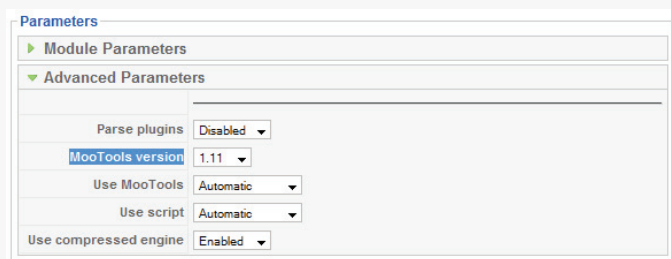 Parameters
Module Parameters
Advanced Parameters
Parse plugins Disabled
MooTools version 1.11
Use MooTools Automatic
Use script Automatic
Use compressed engine Enabled